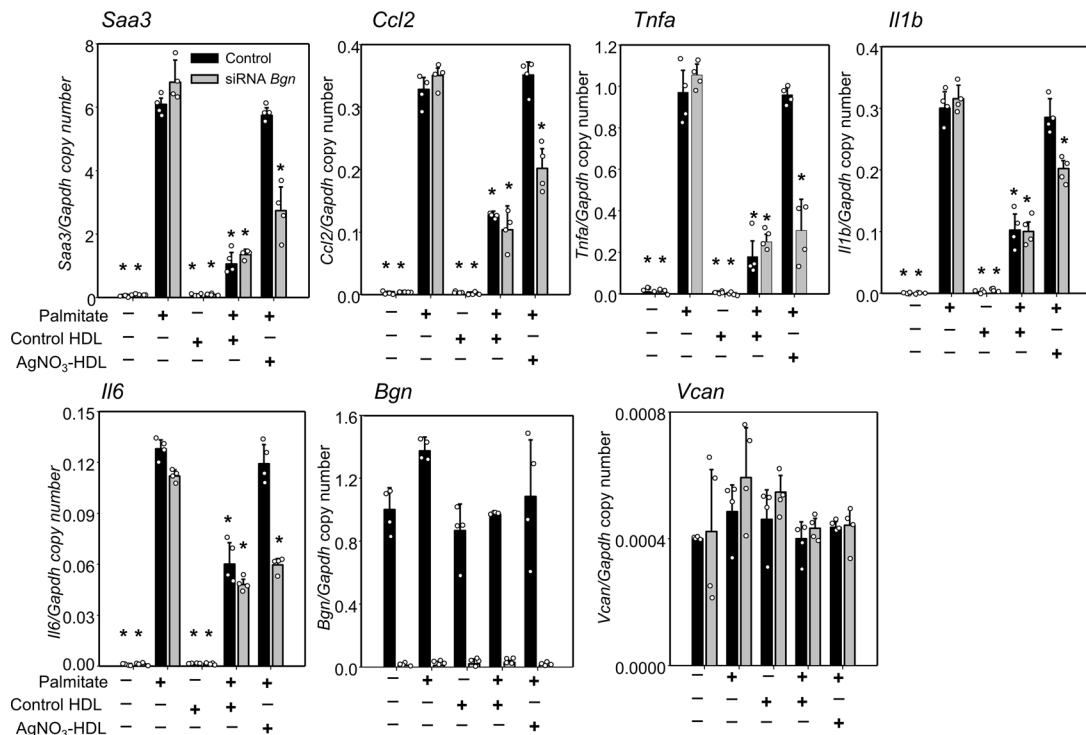 Saa3 Ccl2 Tnfa Il1b
Saa3/Gapdh copy number
8
6
4
2
0
Control
siRNA Bgn
* * * * * * *
Ccl2/Gapdh copy number
0.4
0.3
0.2
0.1
0.0
* * * * * * *
Tnfa/Gapdh copy number
1.2
1.0
0.8
0.6
0.4
0.2
0.0
* * * * * * *
Il1b/Gapdh copy number
0.4
0.3
0.2
0.1
0.0
* * * * * * *
Palmitate − + − + + − + − + + − + − + + − + − + +
Control HDL − − + + − − − + + − − − + + − − − + + −
AgNO3-HDL − − − − + − − − − + − − − − + − − − − +
Il6 Bgn Vcan
Il6/Gapdh copy number
0.15
0.12
0.09
0.06
0.03
0.00
* * * * * * *
Bgn/Gapdh copy number
1.6
1.2
0.8
0.4
0.0
Vcan/Gapdh copy number
0.0008
0.0004
0.0000
Palmitate − + − + + − + − + + − + − + +
Control HDL − − + + − − − + + − − − + + −
AgNO3-HDL − − − − + − − − − + − − − − +